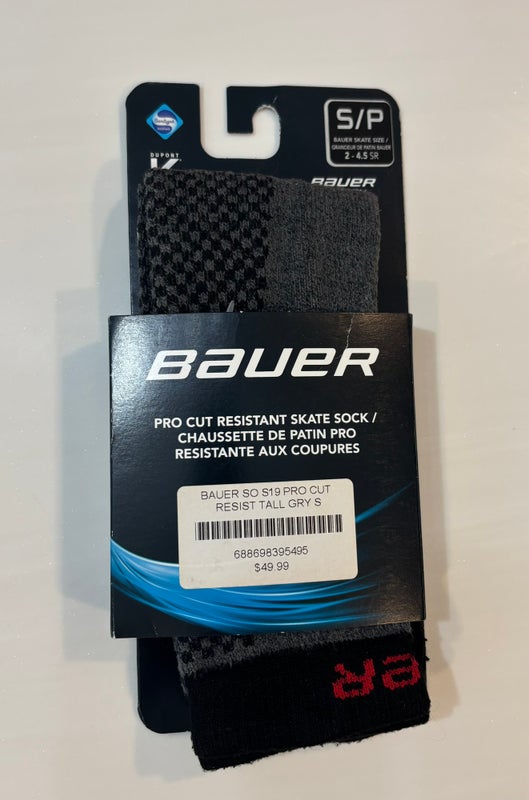 Sanitized
DUPONT
K
S/P
BAUER SKATE SIZE /
GRANDEUR DE PATIN BAUER
2 - 4.5 SR
BAUER
BAUER
PRO CUT RESISTANT SKATE SOCK /
CHAUSSETTE DE PATIN PRO
RESISTANTE AUX COUPURES
BAUER SO S19 PRO CUT
RESIST TALL GRY S
688698395495
$49.99